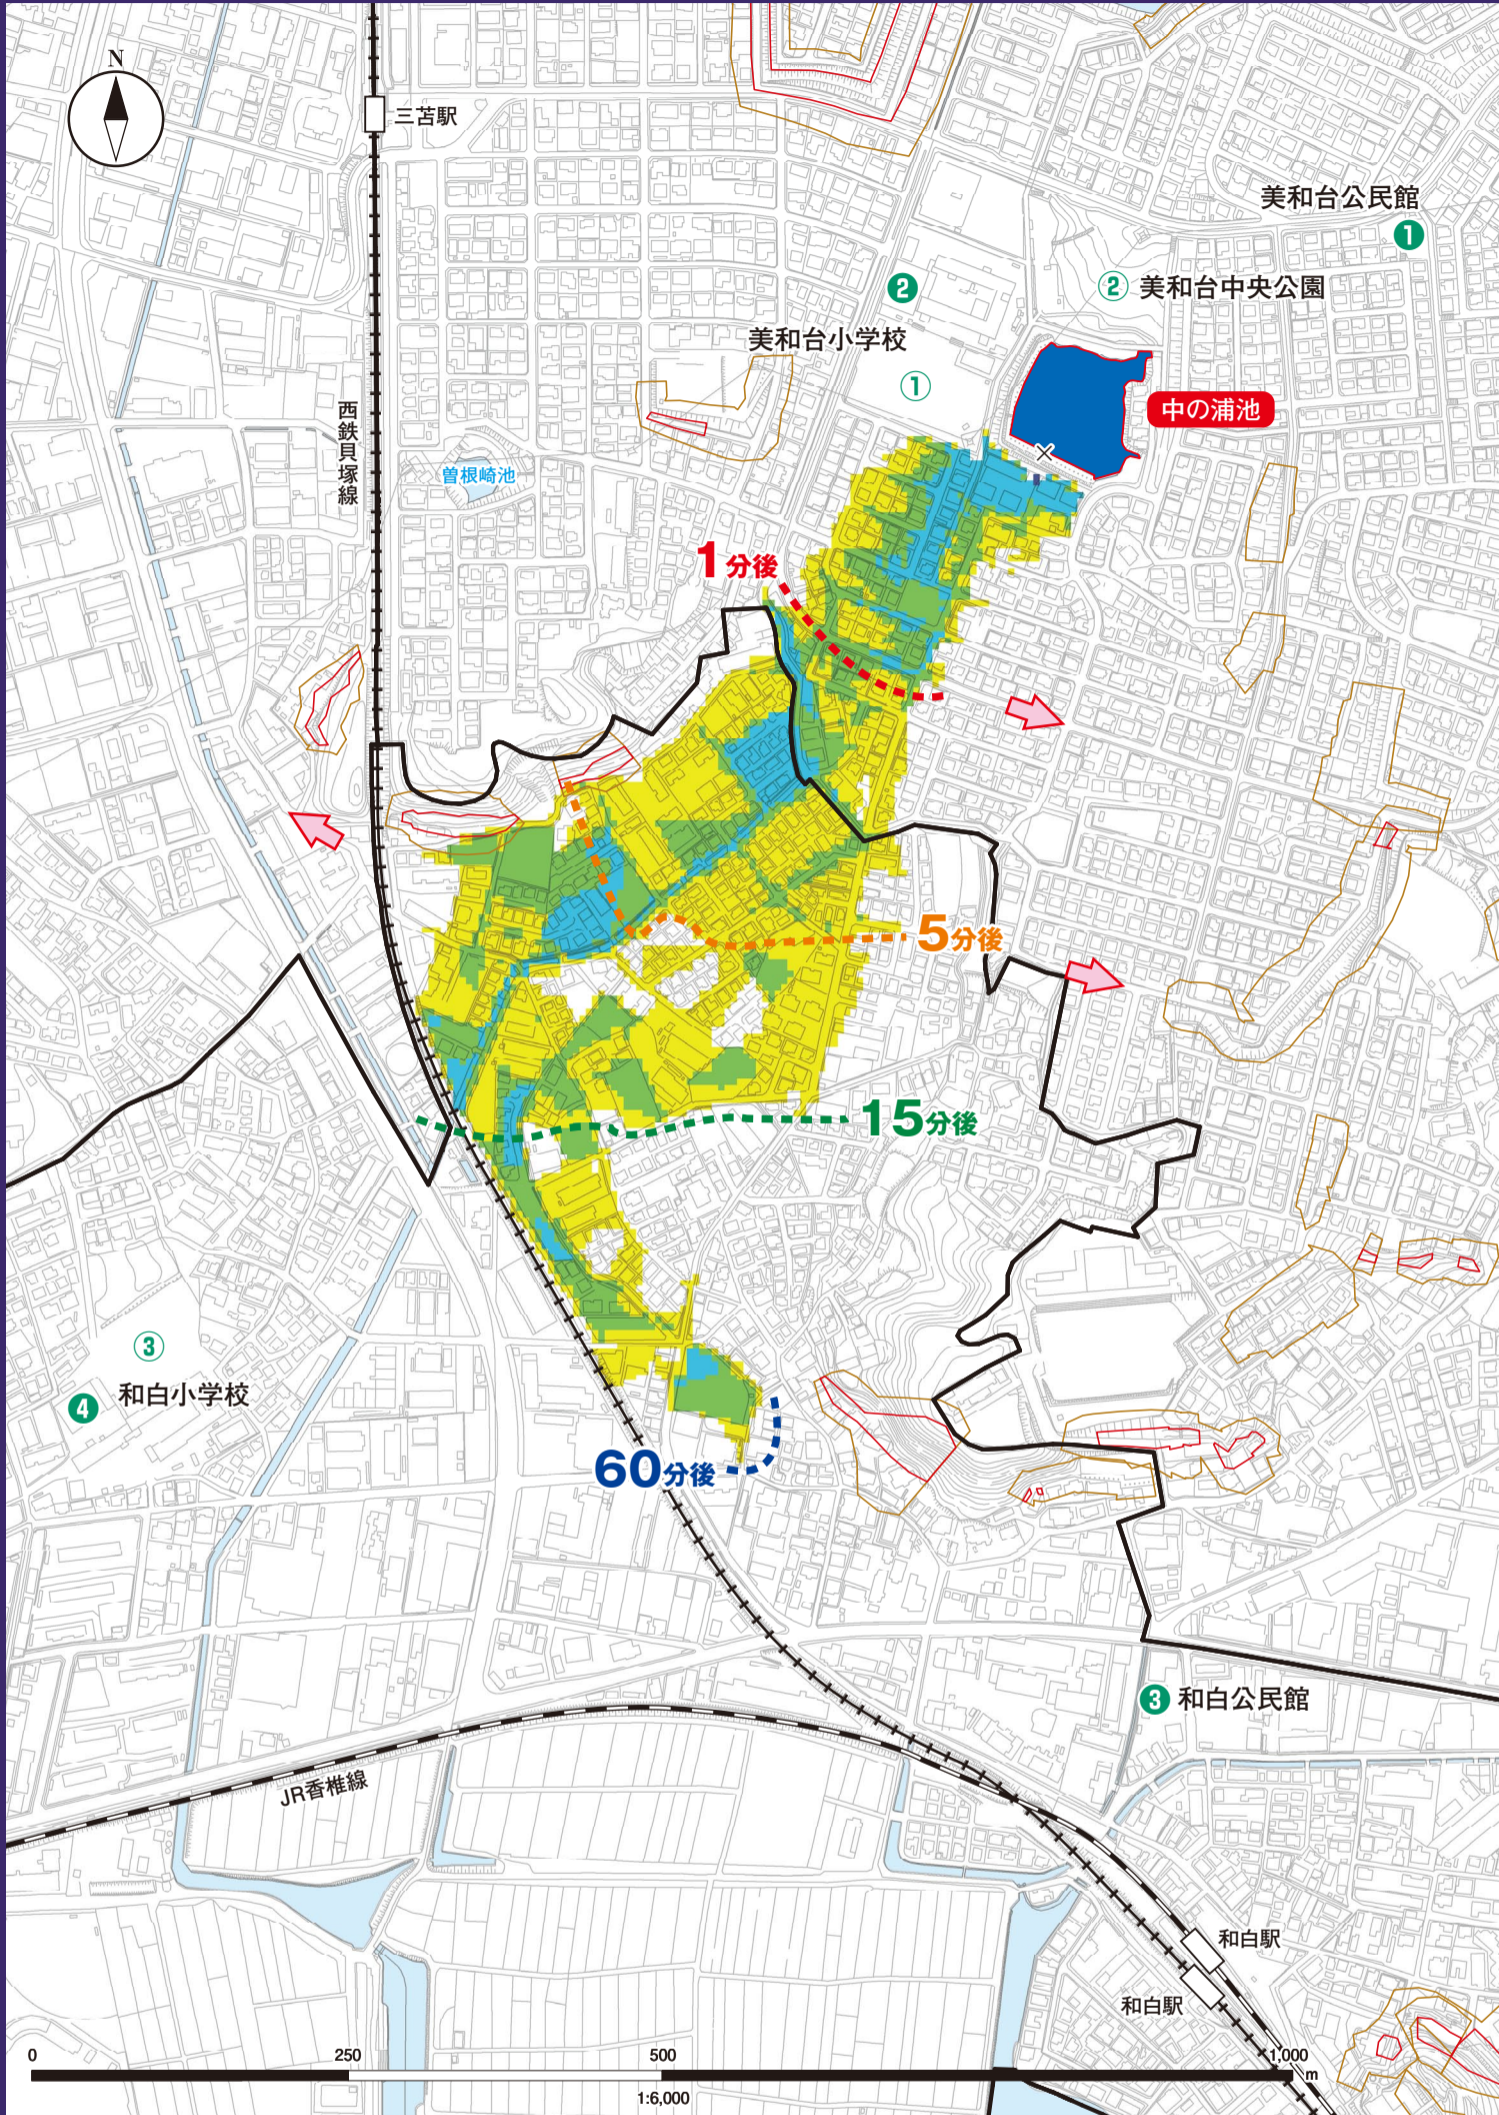 N
三苫駅
美和台公民館
1
2
2 美和台中央公園
美和台小学校
1
中の浦池
西鉄貝塚線
曽根崎池
1分後
5分後
15分後
3
和白小学校
4
60分後
3 和白公民館
JR香椎線
和白駅
和白駅
0 250 500 1,000
m
1:6,000